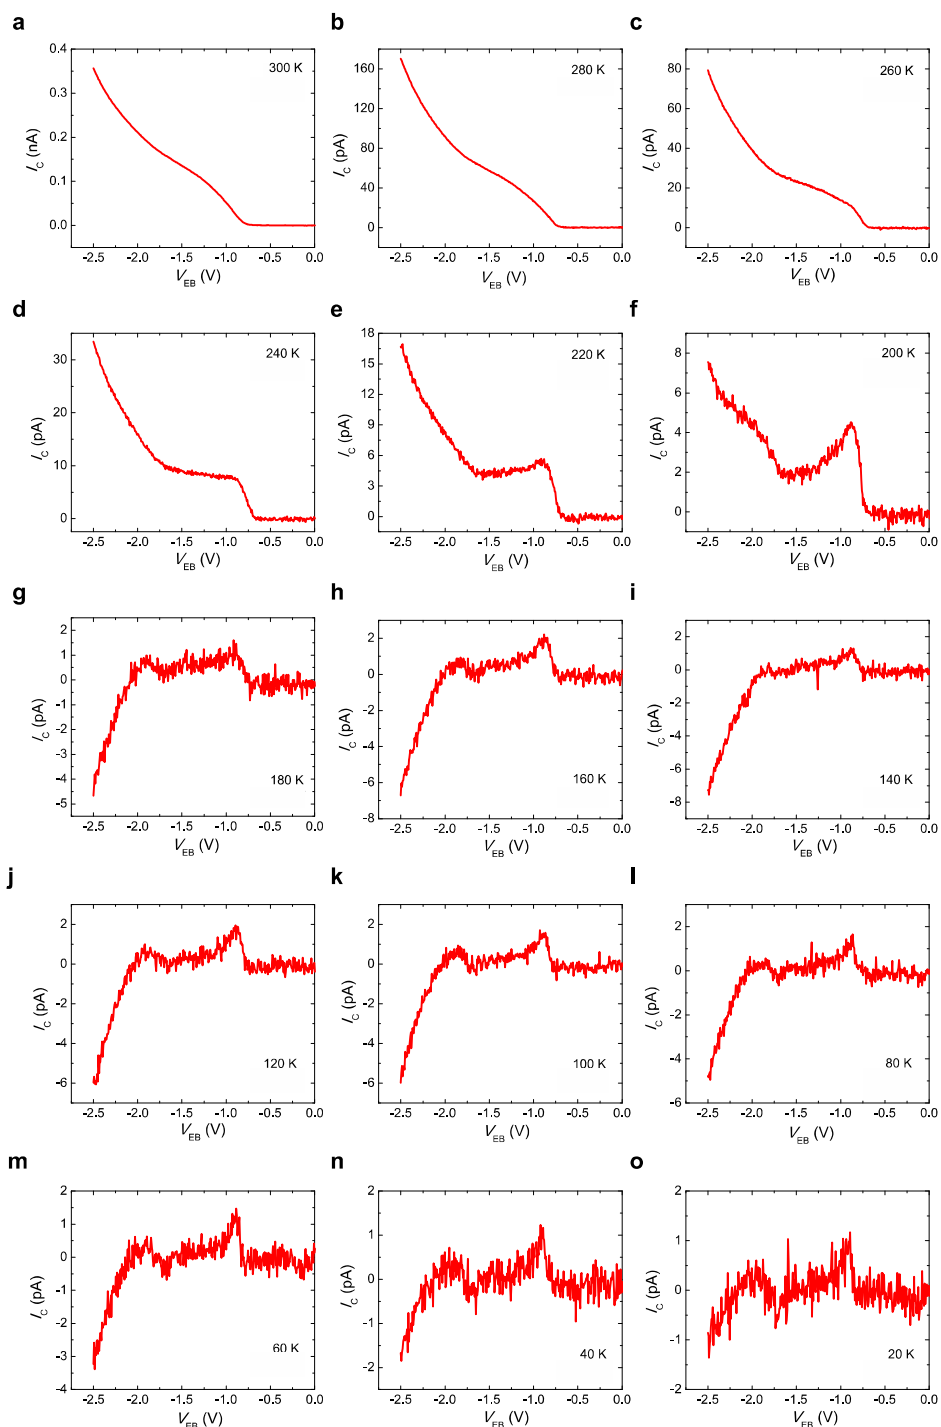 a
b
c
0.4
0.3
0.2
0.1
0.0
I_C (nA)
300 K
-2.5 -2.0 -1.5 -1.0 -0.5 0.0
V_EB (V)
160
120
80
40
0
I_C (pA)
280 K
-2.5 -2.0 -1.5 -1.0 -0.5 0.0
V_EB (V)
80
60
40
20
0
I_C (pA)
260 K
-2.5 -2.0 -1.5 -1.0 -0.5 0.0
V_EB (V)
d
e
f
30
20
10
0
I_C (pA)
240 K
-2.5 -2.0 -1.5 -1.0 -0.5 0.0
V_EB (V)
18
15
12
9
6
3
0
I_C (pA)
220 K
-2.5 -2.0 -1.5 -1.0 -0.5 0.0
V_EB (V)
8
6
4
2
0
I_C (pA)
200 K
-2.5 -2.0 -1.5 -1.0 -0.5 0.0
V_EB (V)
g
h
i
2
1
0
-1
-2
-3
-4
-5
I_C (pA)
180 K
-2.5 -2.0 -1.5 -1.0 -0.5 0.0
V_EB (V)
2
0
-2
-4
-6
-8
I_C (pA)
160 K
-2.5 -2.0 -1.5 -1.0 -0.5 0.0
V_EB (V)
2
0
-2
-4
-6
-8
I_C (pA)
140 K
-2.5 -2.0 -1.5 -1.0 -0.5 0.0
V_EB (V)
j
k
l
2
0
-2
-4
-6
I_C (pA)
120 K
-2.5 -2.0 -1.5 -1.0 -0.5 0.0
V_EB (V)
2
0
-2
-4
-6
I_C (pA)
100 K
-2.5 -2.0 -1.5 -1.0 -0.5 0.0
V_EB (V)
2
0
-2
-4
-6
I_C (pA)
80 K
-2.5 -2.0 -1.5 -1.0 -0.5 0.0
V_EB (V)
m
n
o
2
1
0
-1
-2
-3
-4
I_C (pA)
60 K
-2.5 -2.0 -1.5 -1.0 -0.5 0.0
V_EB (V)
2
1
0
-1
-2
I_C (pA)
40 K
-2.5 -2.0 -1.5 -1.0 -0.5 0.0
V_EB (V)
2
1
0
-1
-2
I_C (pA)
20 K
-2.5 -2.0 -1.5 -1.0 -0.5 0.0
V_EB (V)